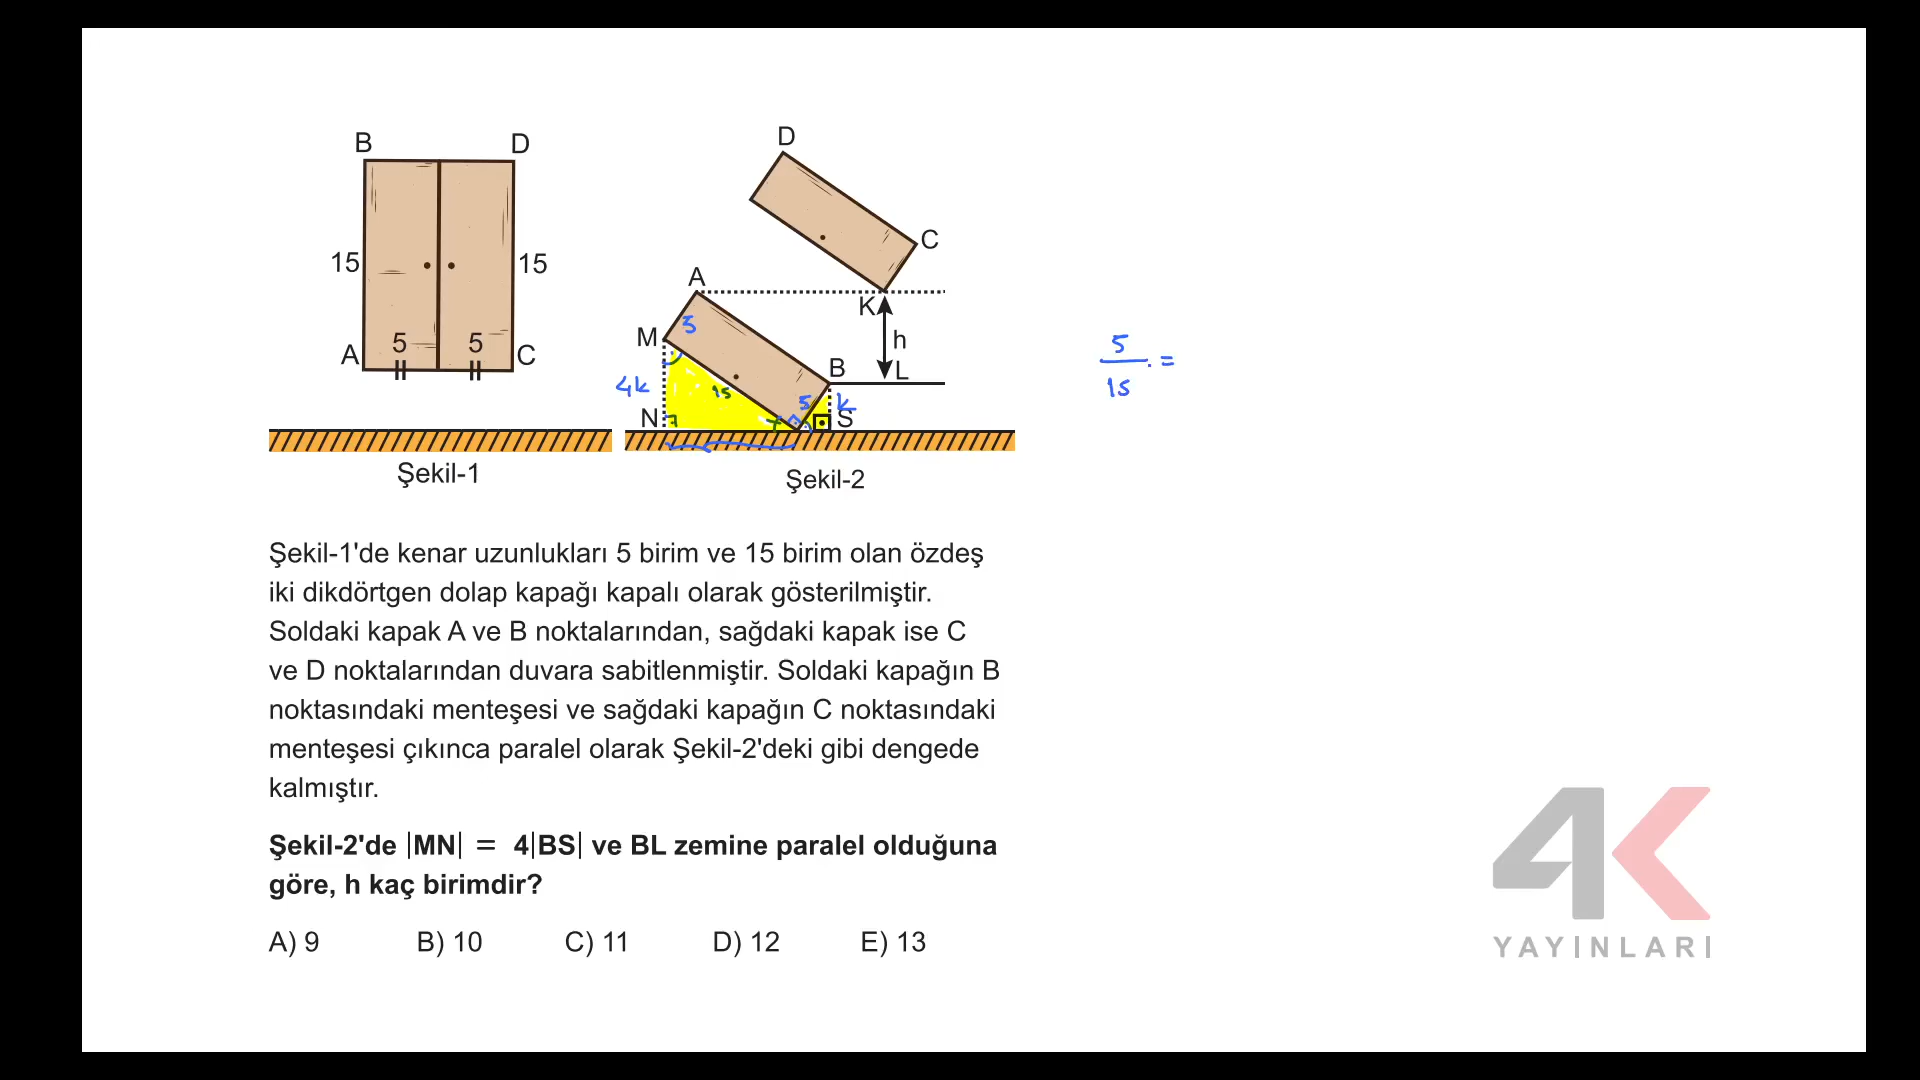 B
D
15
15
5
5
A
C
Şekil-1
D
C
A
K
M
5
h
B
L
4k
15
5
k
N
x
S
Şekil-2
5
15
=
Şekil-1'de kenar uzunlukları 5 birim ve 15 birim olan özdeş
iki dikdörtgen dolap kapağı kapalı olarak gösterilmiştir.
Soldaki kapak A ve B noktalarından, sağdaki kapak ise C
ve D noktalarından duvara sabitlenmiştir. Soldaki kapağın B
noktasındaki menteşesi ve sağdaki kapağın C noktasındaki
menteşesi çıkınca paralel olarak Şekil-2'deki gibi dengede
kalmıştır.
Şekil-2'de |MN| = 4|BS| ve BL zemine paralel olduğuna
göre, h kaç birimdir?
A) 9 B) 10 C) 11 D) 12 E) 13
4K
YAYINLARI